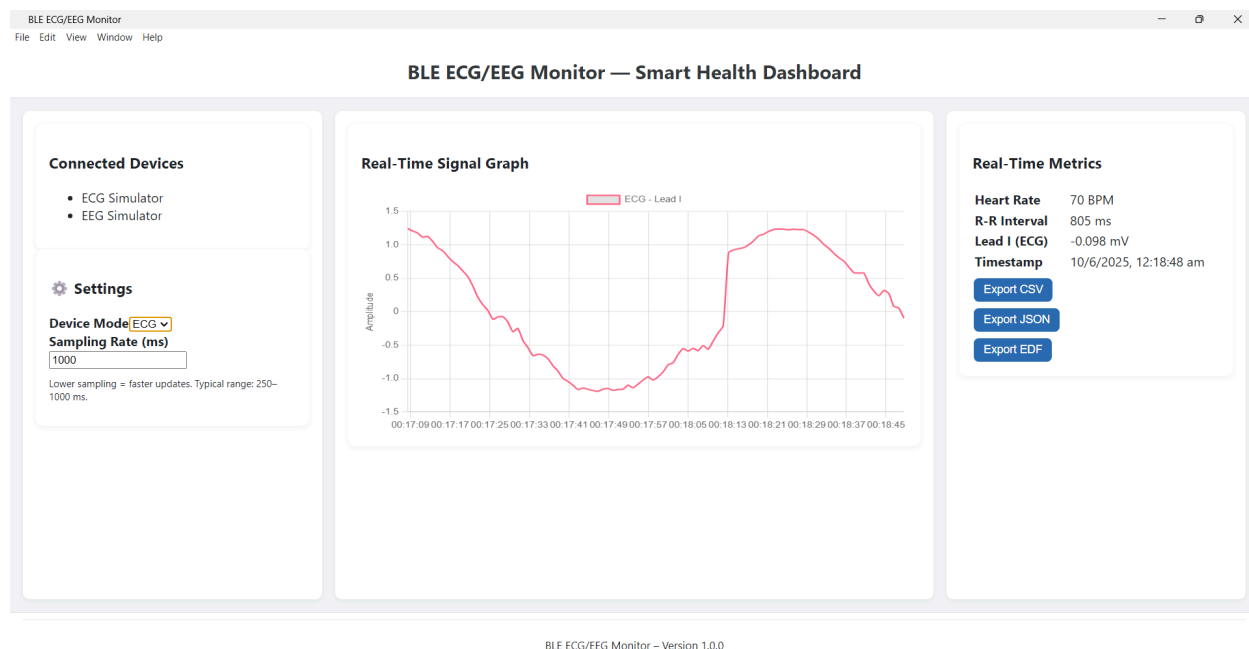 BLE ECG/EEG Monitor
File Edit View Window Help
BLE ECG/EEG Monitor — Smart Health Dashboard
Connected Devices
ECG Simulator
EEG Simulator
Settings
Device Mode ECG
Sampling Rate (ms)
1000
Lower sampling = faster updates. Typical range: 250–
1000 ms.
Real-Time Signal Graph
ECG - Lead I
1.5
1.0
0.5
0
-0.5
-1.0
-1.5
Amplitude
00:17:09 00:17:17 00:17:25 00:17:33 00:17:41 00:17:49 00:17:57 00:18:05 00:18:13 00:18:21 00:18:29 00:18:37 00:18:45
Real-Time Metrics
Heart Rate 70 BPM
R-R Interval 805 ms
Lead I (ECG) -0.098 mV
Timestamp 10/6/2025, 12:18:48 am
Export CSV
Export JSON
Export EDF
BLE ECG/EEG Monitor – Version 1.0.0